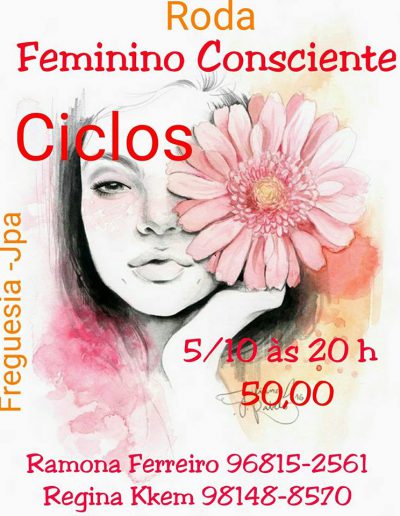 Roda
Feminino Consciente
Ciclos
Freguesia -Jpa
5/10 às 20 h
50,00
Ramona Ferreiro 96815-2561
Regina Kkem 98148-8570